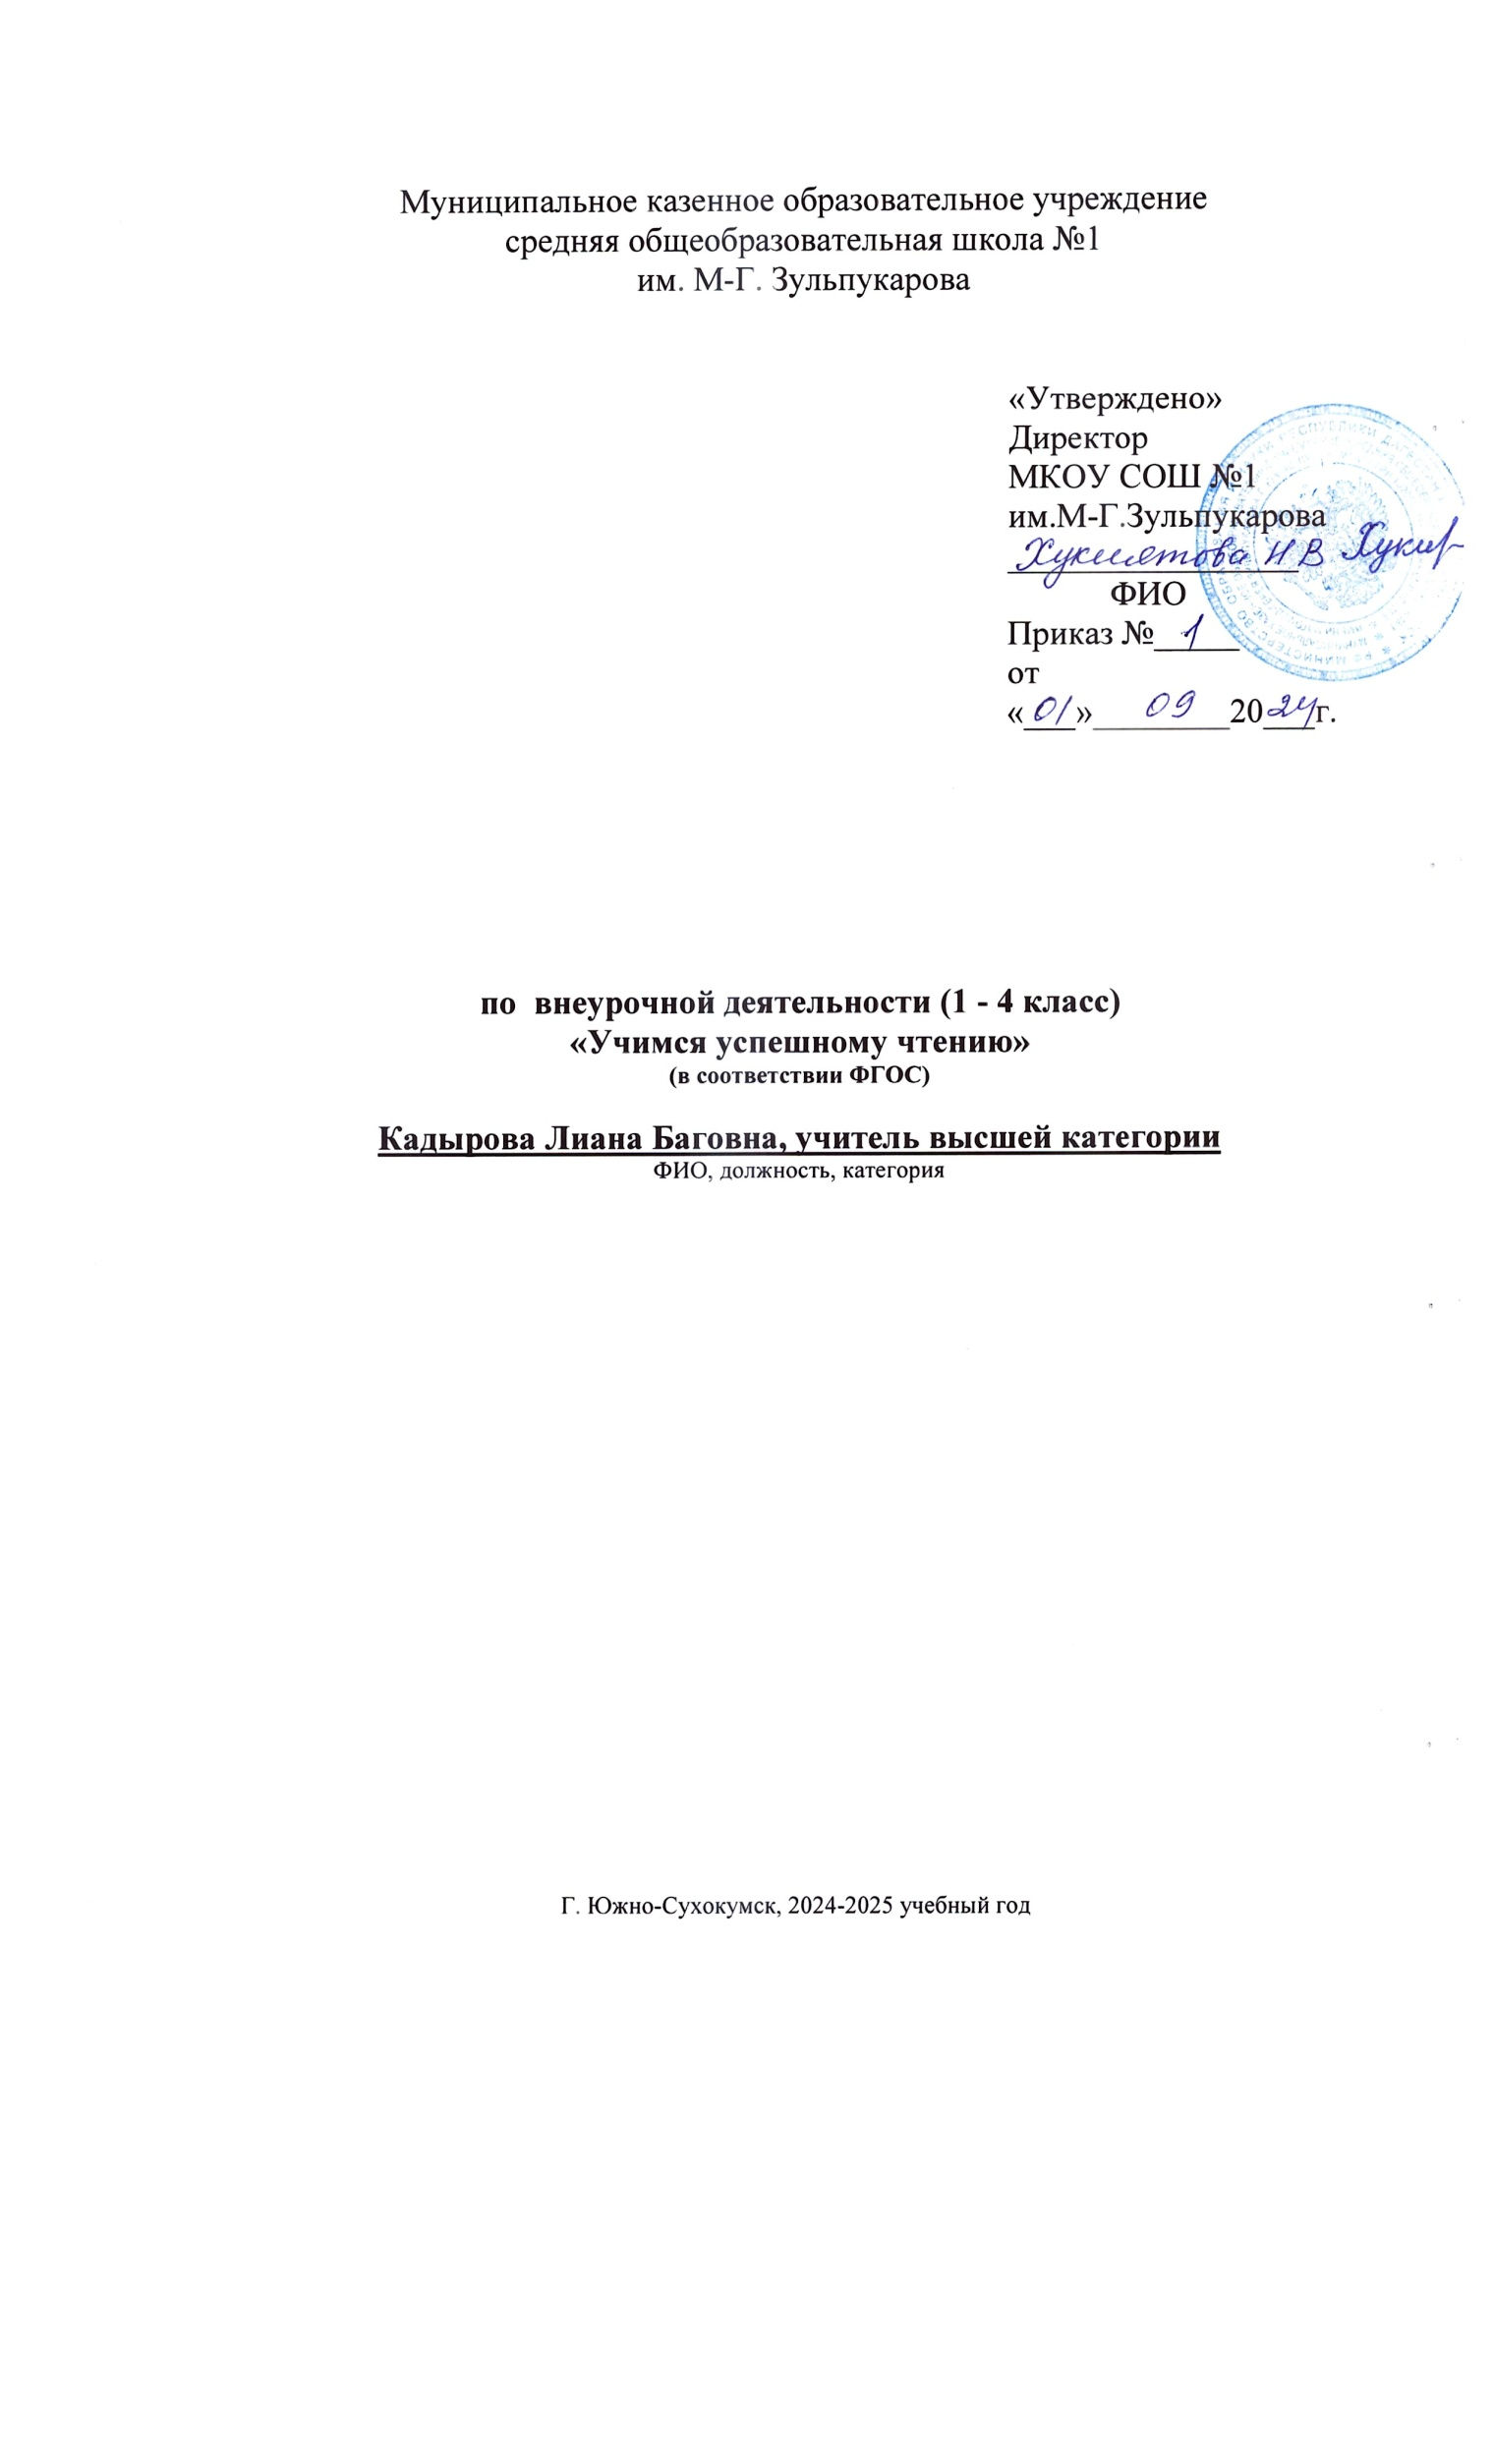 Муниципальное казенное образовательное учреждение
средняя общеобразовательная школа №1
им. М-Г. Зульпукарова
«Утверждено»
Директор
МКОУ СОШ №1
им.М-Г.Зульпукарова
Н В
ФИО
Приказ № 1
от
«01» 09 2024г.
по внеурочной деятельности (1 - 4 класс)
«Учимся успешному чтению»
(в соответствии ФГОС)
Кадырова Лиана Баговна, учитель высшей категории
ФИО, должность, категория
Г. Южно-Сухокумск, 2024-2025 учебный год